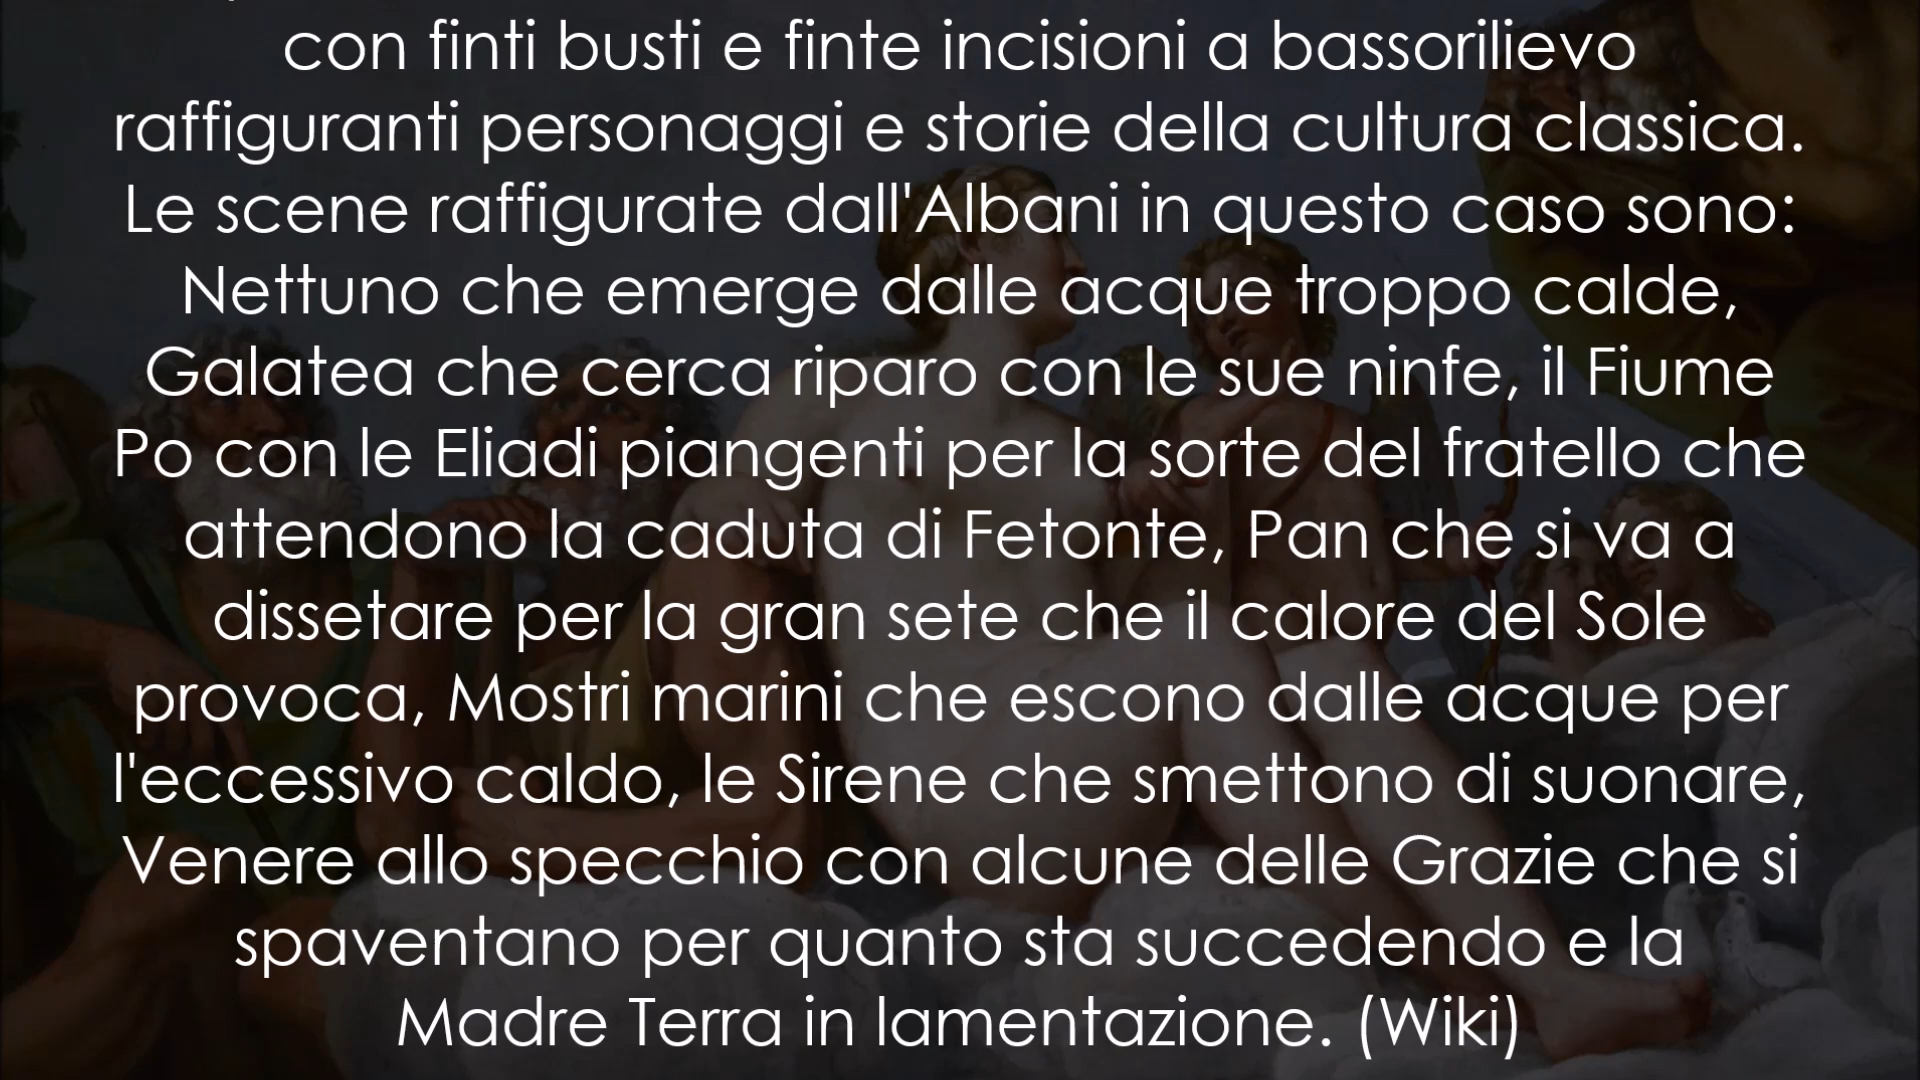 con finti busti e finte incisioni a bassorilievo
raffiguranti personaggi e storie della cultura classica.
Le scene raffigurate dall'Albani in questo caso sono:
Nettuno che emerge dalle acque troppo calde,
Galatea che cerca riparo con le sue ninfe, il Fiume
Po con le Eliadi piangenti per la sorte del fratello che
attendono la caduta di Fetonte, Pan che si va a
dissetare per la gran sete che il calore del Sole
provoca, Mostri marini che escono dalle acque per
l'eccessivo caldo, le Sirene che smettono di suonare,
Venere allo specchio con alcune delle Grazie che si
spaventano per quanto sta succedendo e la
Madre Terra in lamentazione. (Wiki)